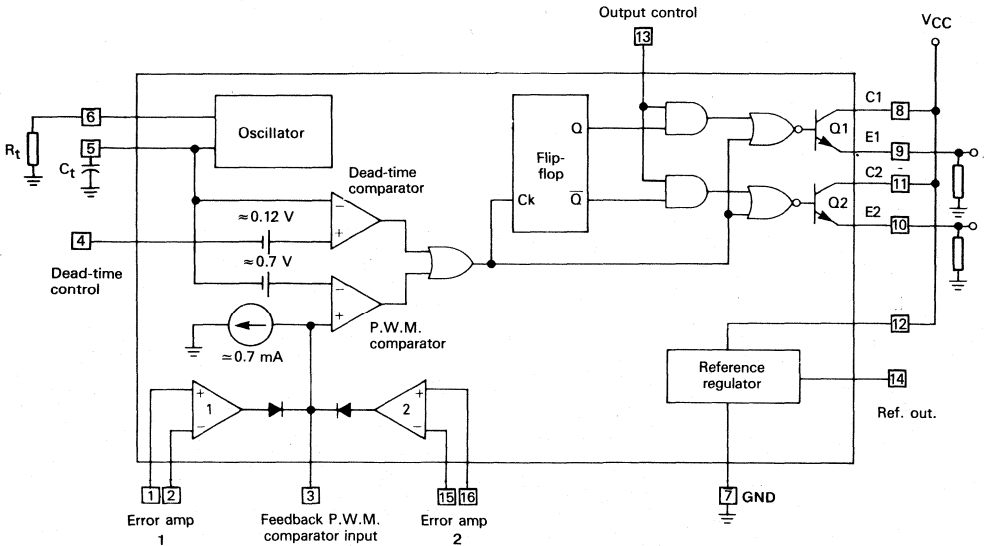 Output control
13
VCC
6
Oscillator
Rt
5
Ct
Dead-time
comparator
Q
Flip-
flop
Q
Ck
C1
8
Q1
E1
9
C2
11
Q2
E2
10
≈0.12 V
−
+
4
≈0.7 V
Dead-time
control
−
+
P.W.M.
comparator
≃0.7 mA
12
Reference
regulator
14
Ref. out.
+
1
−
+
2
−
1 2
3
15 16
7 GND
Error amp
1
Feedback P.W.M.
comparator input
Error amp
2